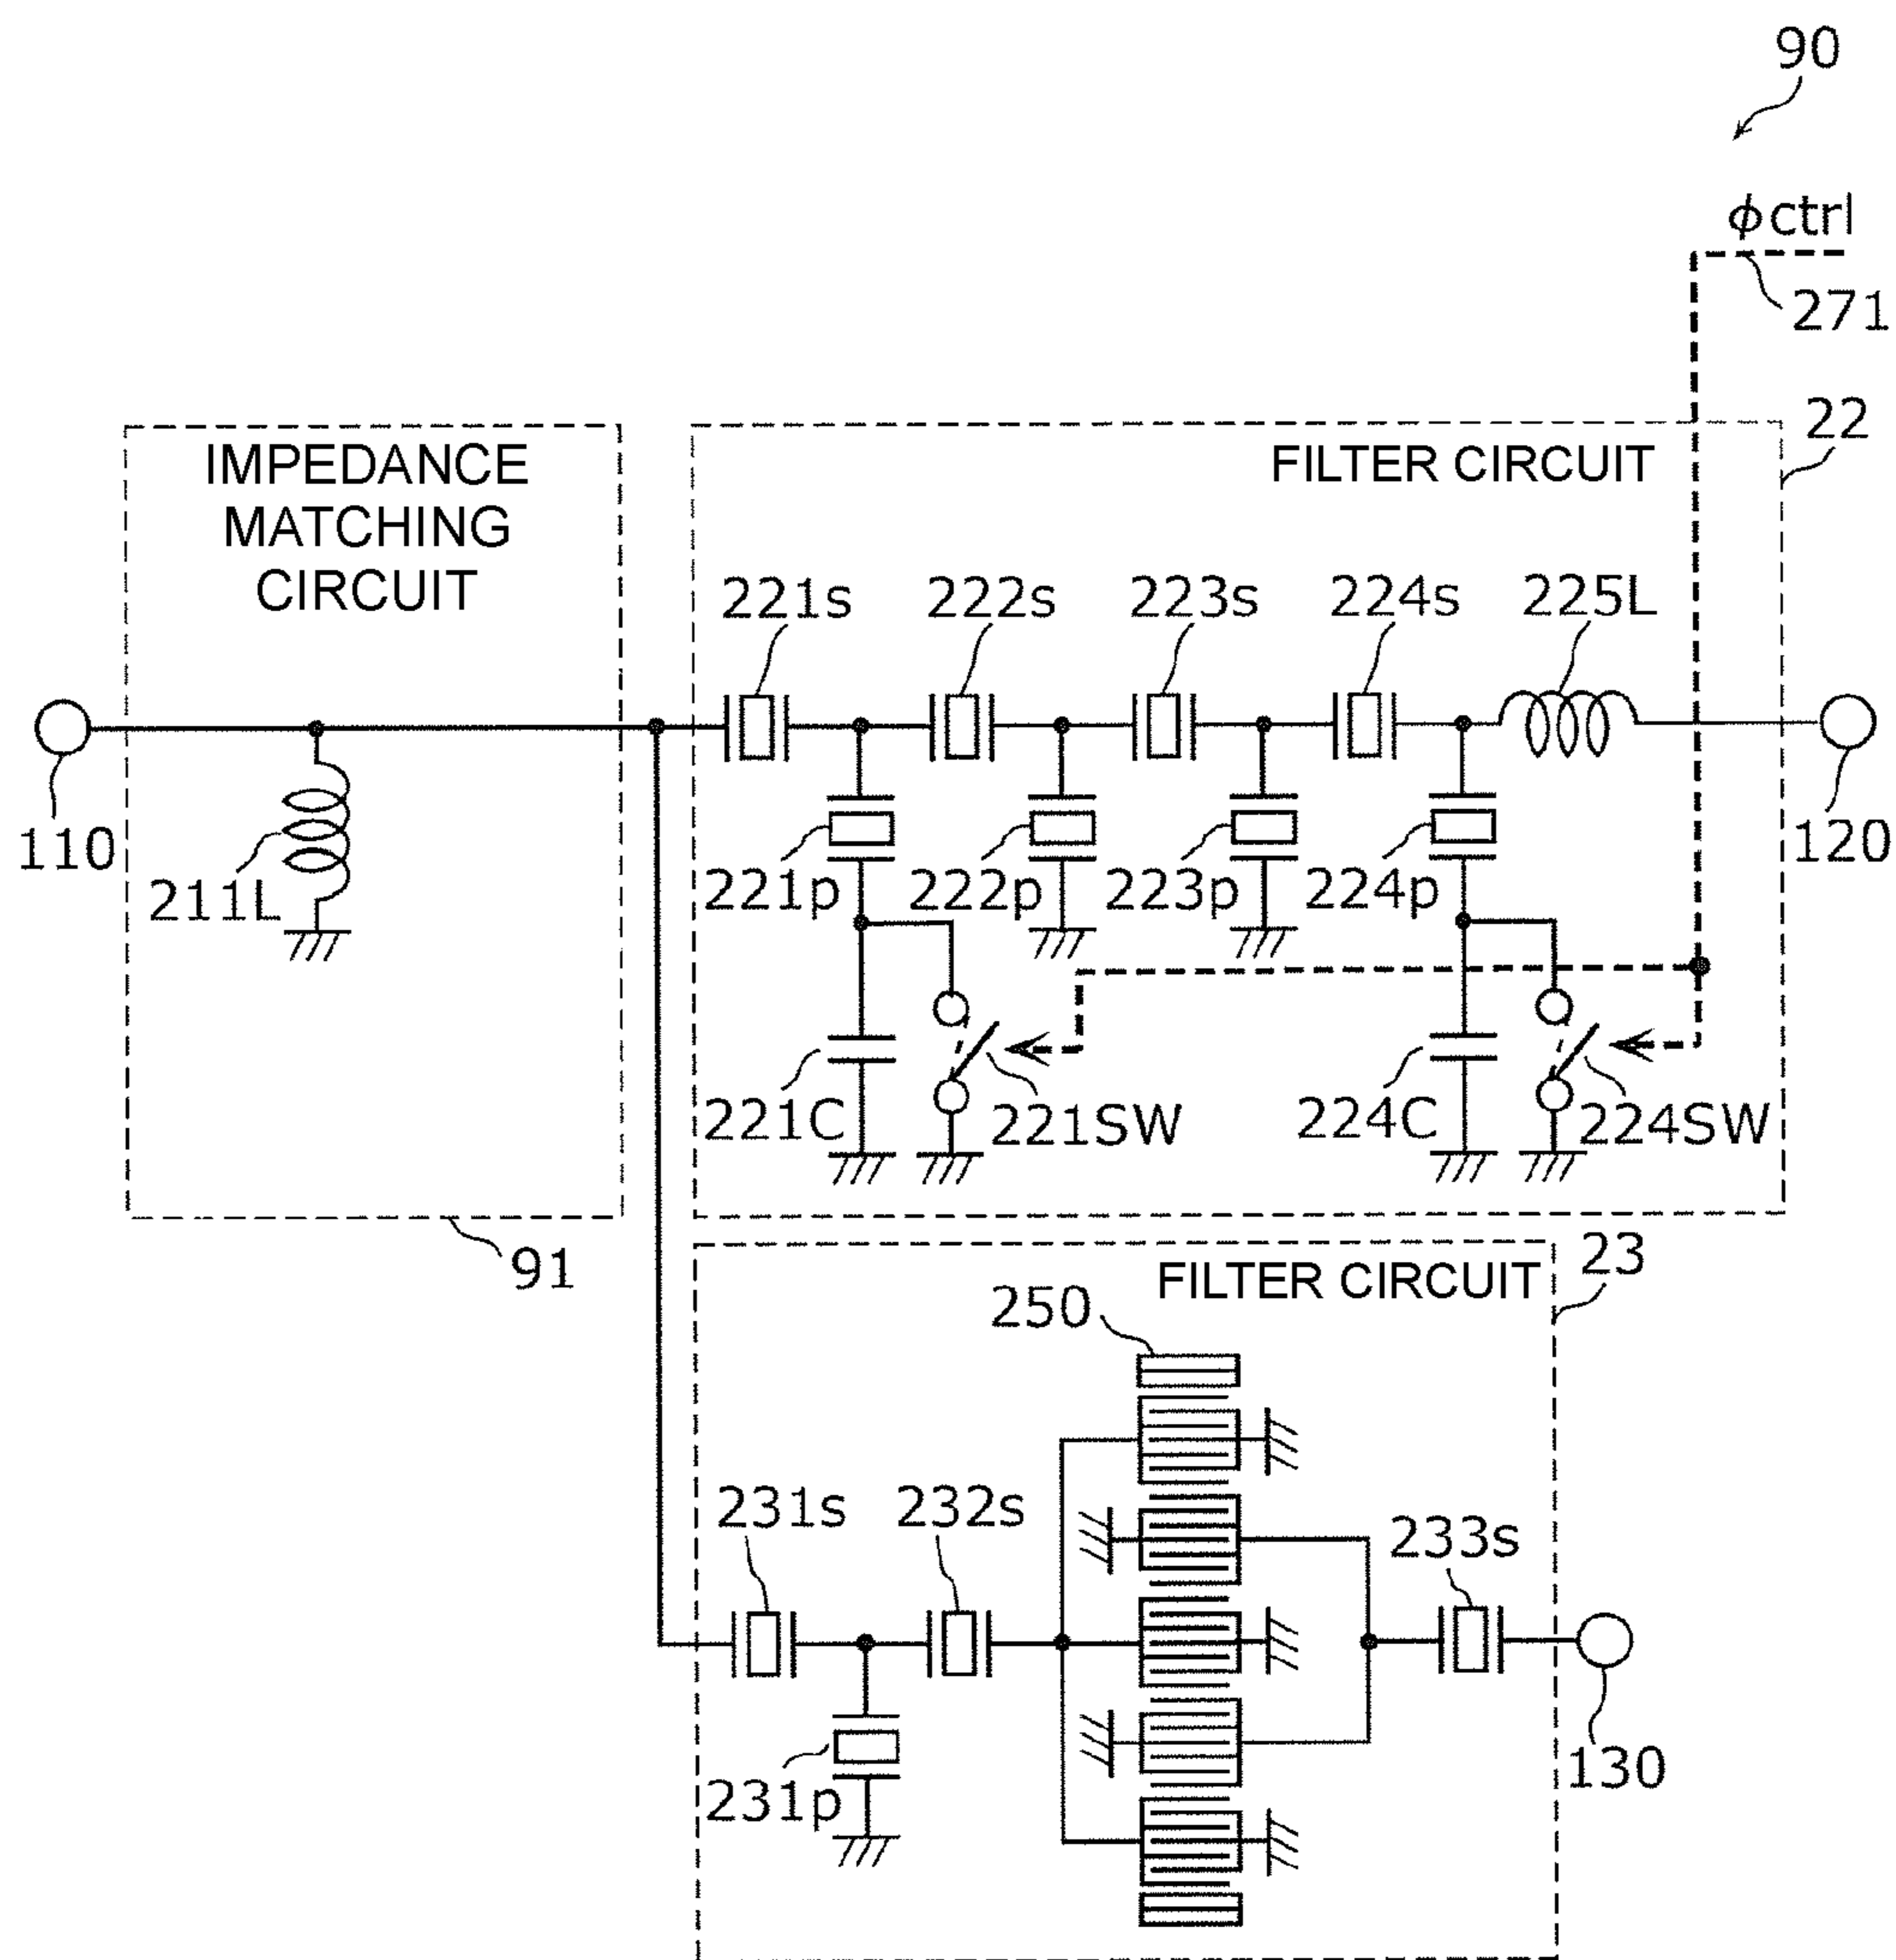 90
ϕctrl
271
22
IMPEDANCE
MATCHING
CIRCUIT
FILTER CIRCUIT
221s
222s
223s
224s
225L
110
211L
221p
222p
223p
224p
120
221C
221SW
224C
224SW
91
23
FILTER CIRCUIT
250
231s
232s
233s
231p
130